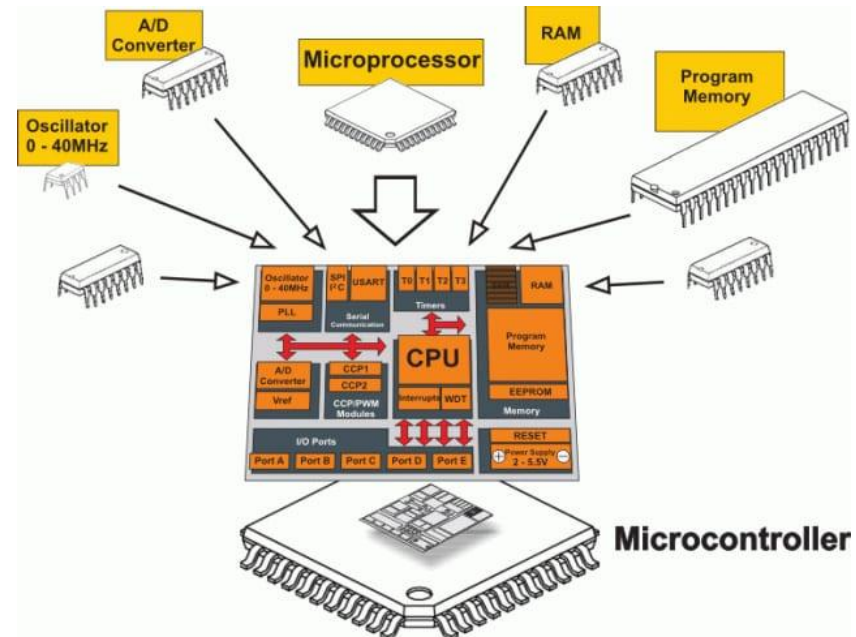 A/D
Converter
Microprocessor
RAM
Program
Memory
Oscillator
0 - 40MHz
Oscillator
0 - 40MHz
PLL
SPI
I²C
USART
Serial
Communication
T0 T1 T2 T3
Timers
RAM
Program
Memory
EEPROM
Memory
A/D
Converter
Vref
CCP1
CCP2
CCP/PWM
Modules
CPU
Interrupts
WDT
I/O Ports
Port A Port B Port C Port D Port E
RESET
+ Power Supply -
2 - 5.5V
Microcontroller